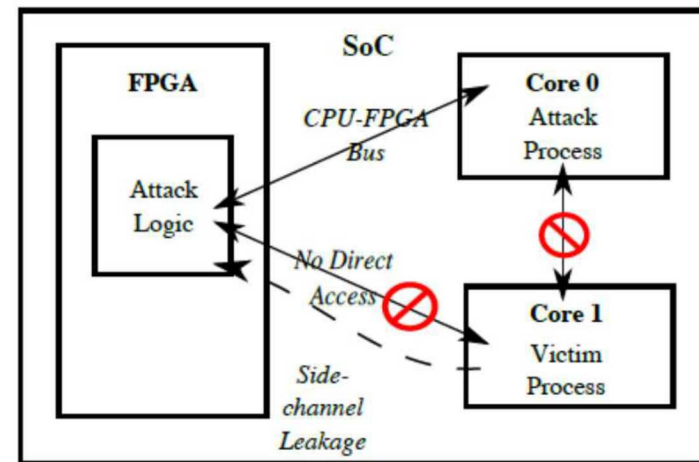 SoC
FPGA
Attack
Logic
CPU-FPGA
Bus
Core 0
Attack
Process
No Direct
Access
Core 1
Victim
Process
Side-
channel
Leakage